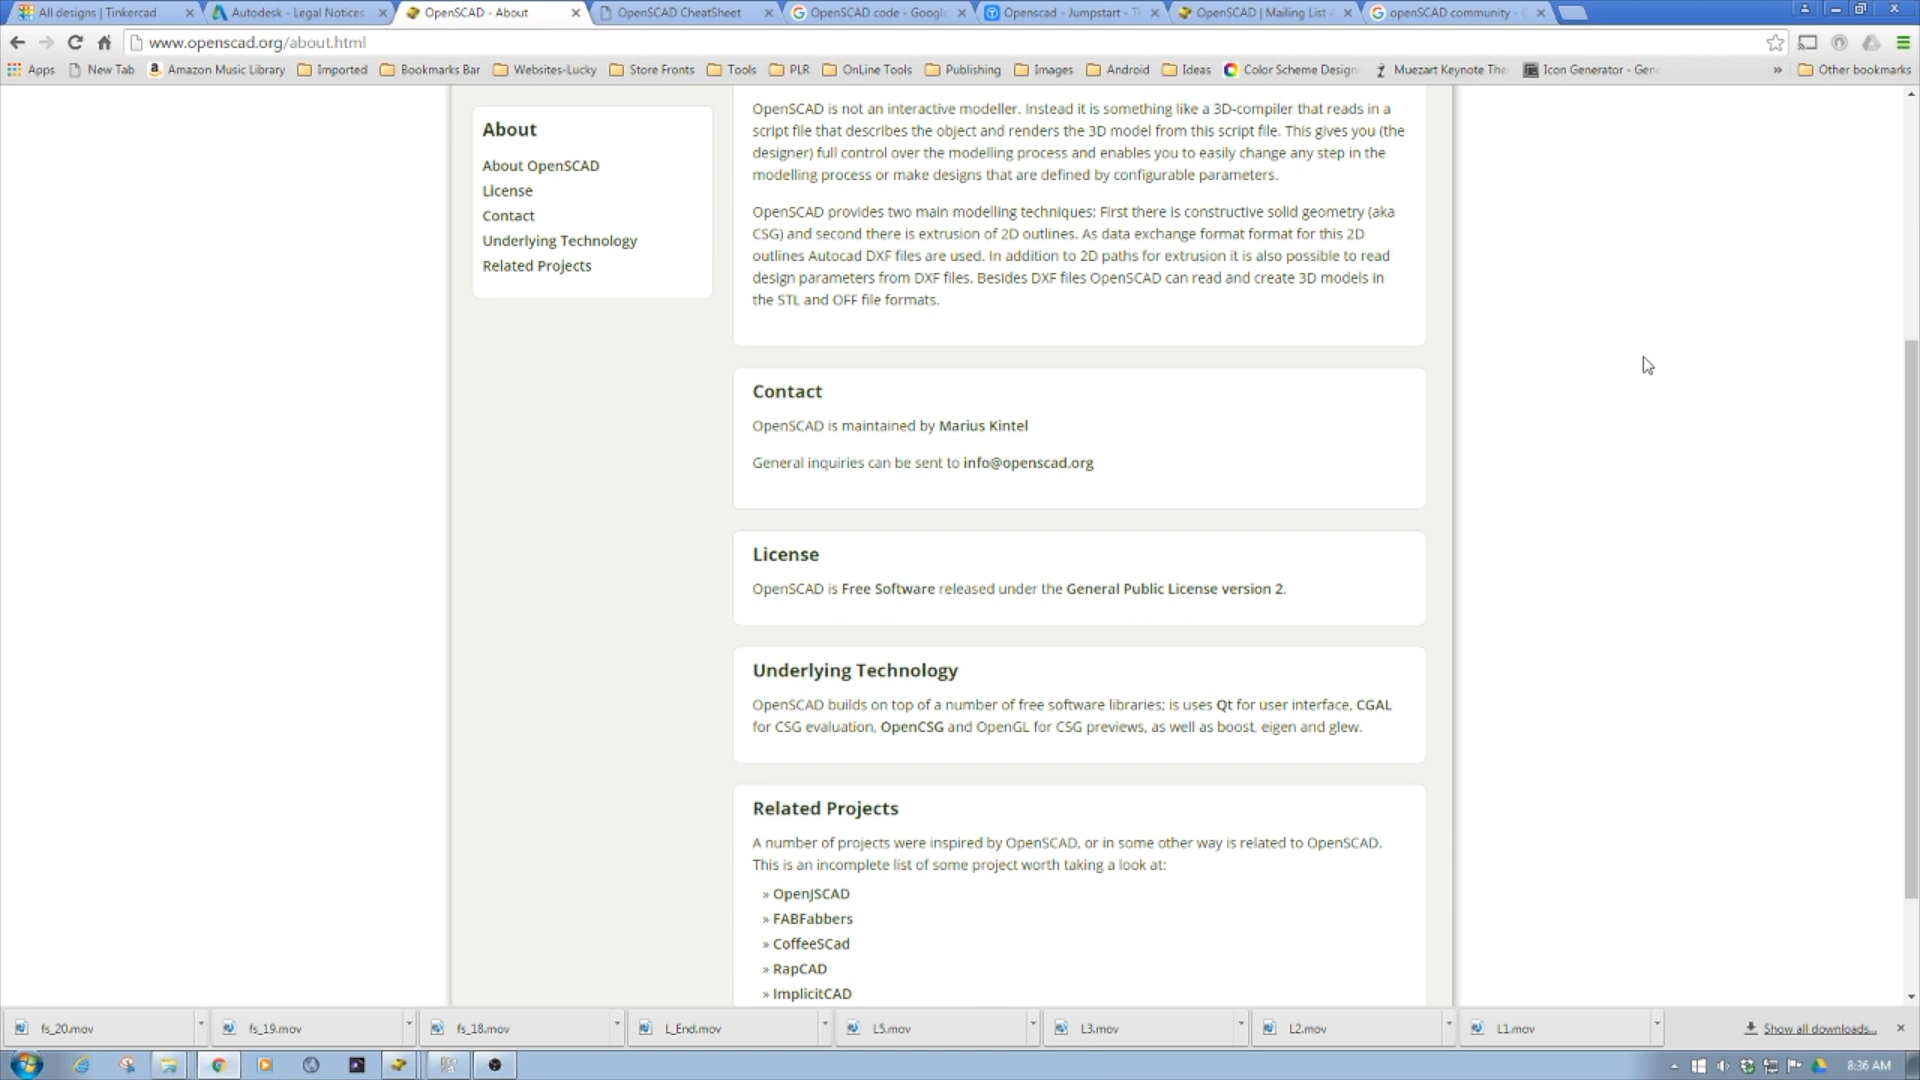 All designs | Tinkercad
Autodesk - Legal Notices
OpenSCAD - About
OpenSCAD CheatSheet
OpenSCAD code - Googl
Openscad - Jumpstart - T
OpenSCAD | Mailing List
openSCAD community -
www.openscad.org/about.html
Apps
New Tab
Amazon Music Library
Imported
Bookmarks Bar
Websites-Lucky
Store Fronts
Tools
PLR
OnLine Tools
Publishing
Images
Android
Ideas
Color Scheme Design
Muezart Keynote The
Icon Generator - Gen
»
Other bookmarks
About
About OpenSCAD
License
Contact
Underlying Technology
Related Projects
OpenSCAD is not an interactive modeller. Instead it is something like a 3D-compiler that reads in a
script file that describes the object and renders the 3D model from this script file. This gives you (the
designer) full control over the modelling process and enables you to easily change any step in the
modelling process or make designs that are defined by configurable parameters.
OpenSCAD provides two main modelling techniques: First there is constructive solid geometry (aka
CSG) and second there is extrusion of 2D outlines. As data exchange format format for this 2D
outlines Autocad DXF files are used. In addition to 2D paths for extrusion it is also possible to read
design parameters from DXF files. Besides DXF files OpenSCAD can read and create 3D models in
the STL and OFF file formats.
Contact
OpenSCAD is maintained by Marius Kintel
General inquiries can be sent to info@openscad.org
License
OpenSCAD is Free Software released under the General Public License version 2.
Underlying Technology
OpenSCAD builds on top of a number of free software libraries; is uses Qt for user interface, CGAL
for CSG evaluation, OpenCSG and OpenGL for CSG previews, as well as boost, eigen and glew.
Related Projects
A number of projects were inspired by OpenSCAD, or in some other way is related to OpenSCAD.
This is an incomplete list of some project worth taking a look at:
» OpenJSCAD
» FABFabbers
» CoffeeSCad
» RapCAD
» ImplicitCAD
fs_20.mov
fs_19.mov
fs_18.mov
L_End.mov
L5.mov
L3.mov
L2.mov
L1.mov
Show all downloads...
8:36 AM